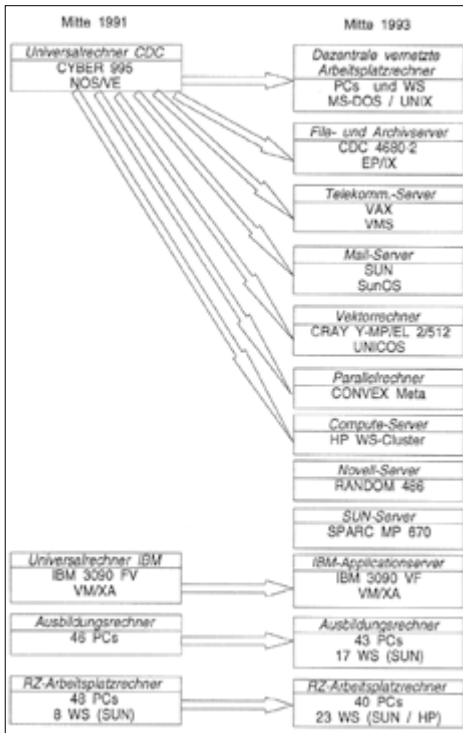 Mitte 1991
Universalrechner CDC
CYBER 995
NOS/VE
Universalrechner IBM
IBM 3090 FV
VM/XA
Ausbildungsrechner
46 PCs
RZ-Arbeitsplatzrechner
48 PCs
8 WS (SUN)
Mitte 1993
Dezentrale vernetzte
Arbeitsplatzrechner
PCs und WS
MS-DOS / UNIX
File- und Archivserver
CDC 4680-2
EP/IX
Telekomm.-Server
VAX
VMS
Mail-Server
SUN
SunOS
Vektorrechner
CRAY Y-MP/EL 2/512
UNICOS
Parallelrechner
CONVEX Meta
Compute-Server
HP WS-Cluster
Novell-Server
RANDOM 486
SUN-Server
SPARC MP 670
IBM-Applicationserver
IBM 3090 VF
VM/XA
Ausbildungsrechner
43 PCs
17 WS (SUN)
RZ-Arbeitsplatzrechner
40 PCs
23 WS (SUN / HP)